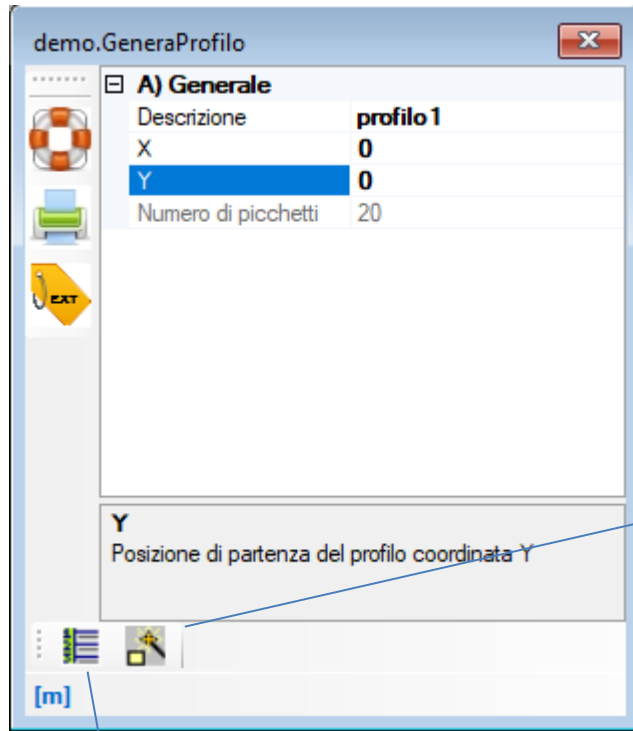 demo.GeneraProfilo
A) Generale
Descrizione profilo1
X 0
Y 0
Numero di picchetti 20
EXT
Y
Posizione di partenza del profilo coordinata Y
[m]